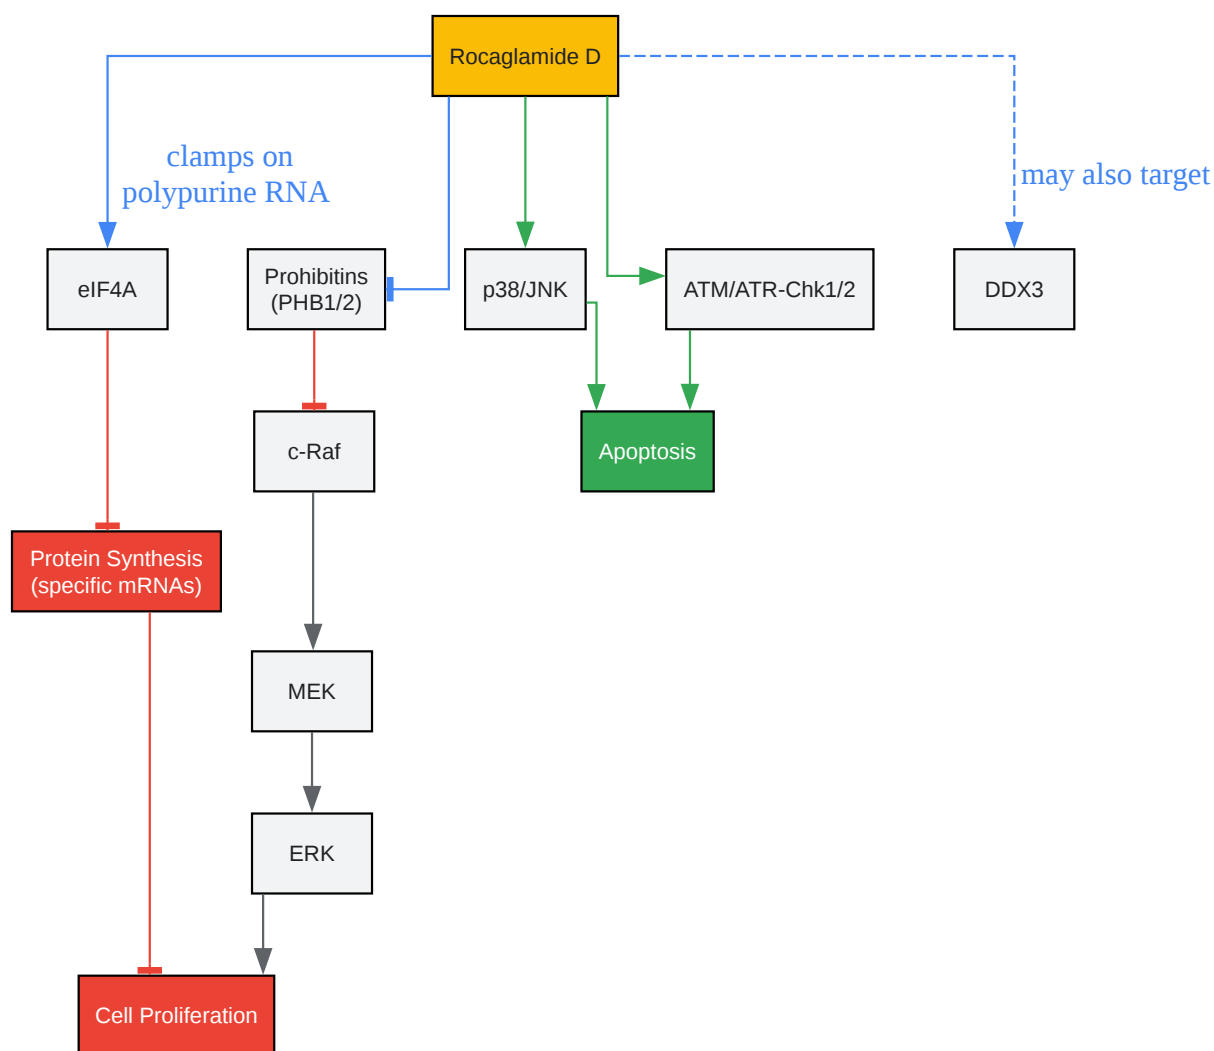 Rocaglamide D
clamps on
polypurine RNA
may also target
eIF4A
Prohibitins
(PHB1/2)
p38/JNK
ATM/ATR-Chk1/2
DDX3
c-Raf
Apoptosis
Protein Synthesis
(specific mRNAs)
MEK
ERK
Cell Proliferation